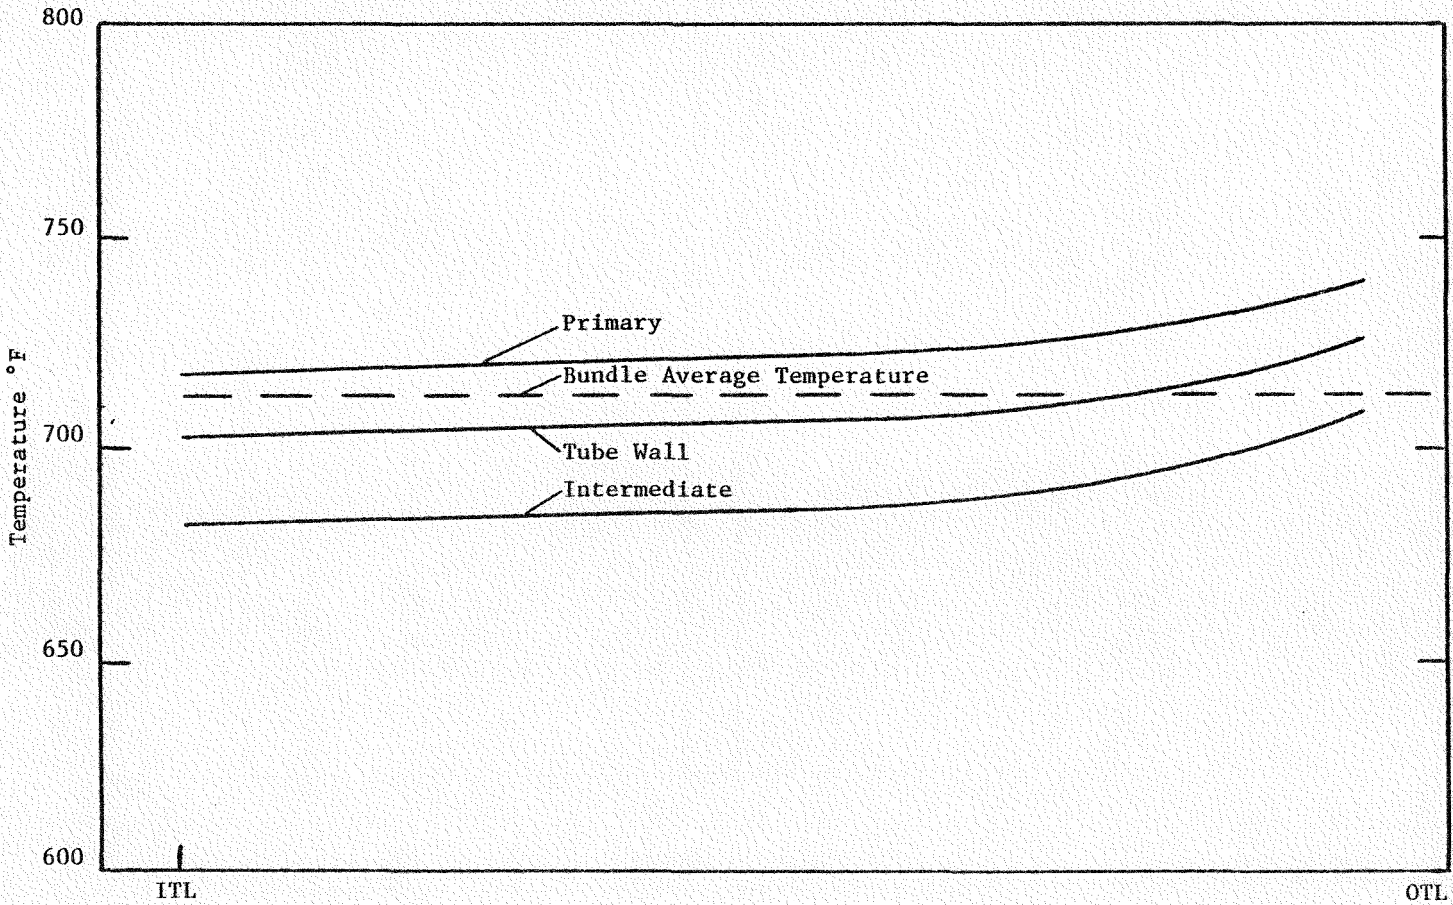 800
750
Primary
Bundle Average Temperature
700
Tube Wall
Intermediate
Temperature °F
650
600
ITL
OTL